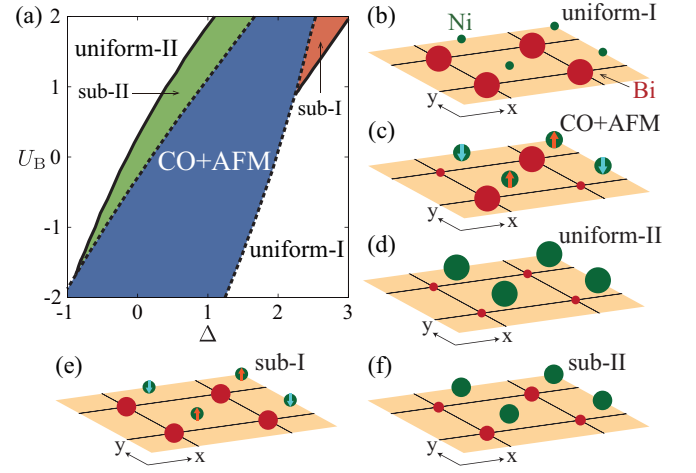 (a)
2
1
0
-1
-2
U_B
-1
0
1
2
3
Δ
uniform-II
sub-II
CO+AFM
sub-I
uniform-I
(b)
Ni
uniform-I
Bi
y
x
(c)
CO+AFM
y
x
(d)
uniform-II
y
x
(e)
sub-I
y
x
(f)
sub-II
y
x